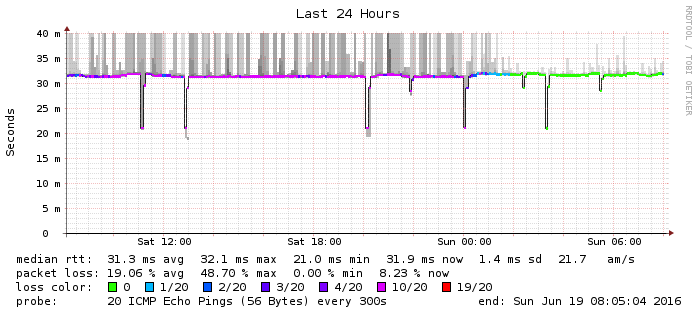 Last 24 Hours
RRDTOOL / TOBI OETIKER
Seconds
40 m
35 m
30 m
25 m
20 m
15 m
10 m
5 m
0
Sat 12:00 Sat 18:00 Sun 00:00 Sun 06:00
median rtt: 31.3 ms avg 32.1 ms max 21.0 ms min 31.9 ms now 1.4 ms sd 21.7 am/s
packet loss: 19.06 % avg 48.70 % max 0.00 % min 8.23 % now
loss color: 0 1/20 2/20 3/20 4/20 10/20 19/20
probe: 20 ICMP Echo Pings (56 Bytes) every 300s end: Sun Jun 19 08:05:04 2016